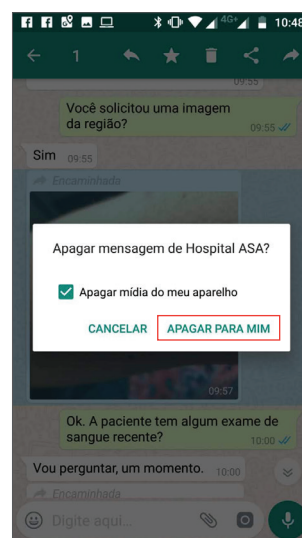 4G+ 10:48
1
09:55
Você solicitou uma imagem
da região?
09:55
Sim 09:55
Encaminhada
Apagar mensagem de Hospital ASA?
Apagar mídia do meu aparelho
CANCELAR APAGAR PARA MIM
09:57
Ok. A paciente tem algum exame de
sangue recente?
10:00
Vou perguntar, um momento. 10:00
Encaminhada
Digite aqui...